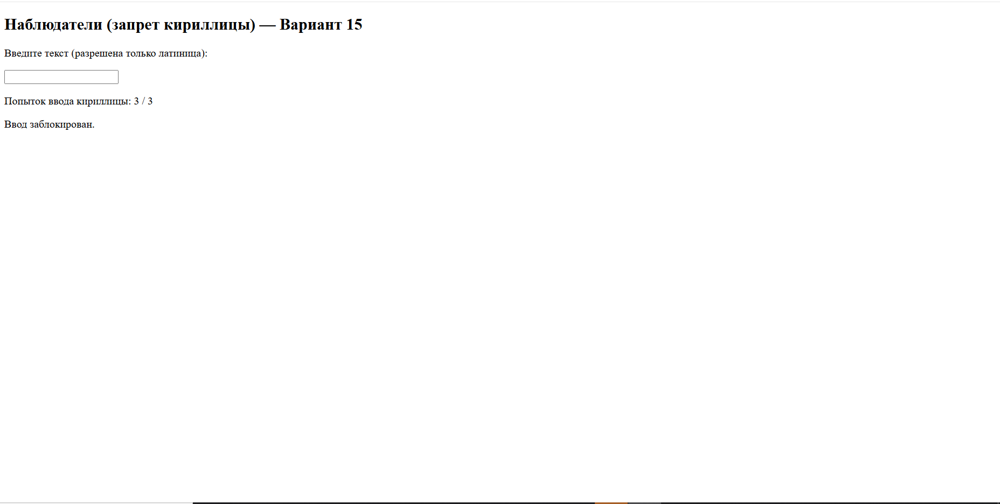 Наблюдатели (запрет кириллицы) — Вариант 15
Введите текст (разрешена только латиница):
Попыток ввода кириллицы: 3 / 3
Ввод заблокирован.